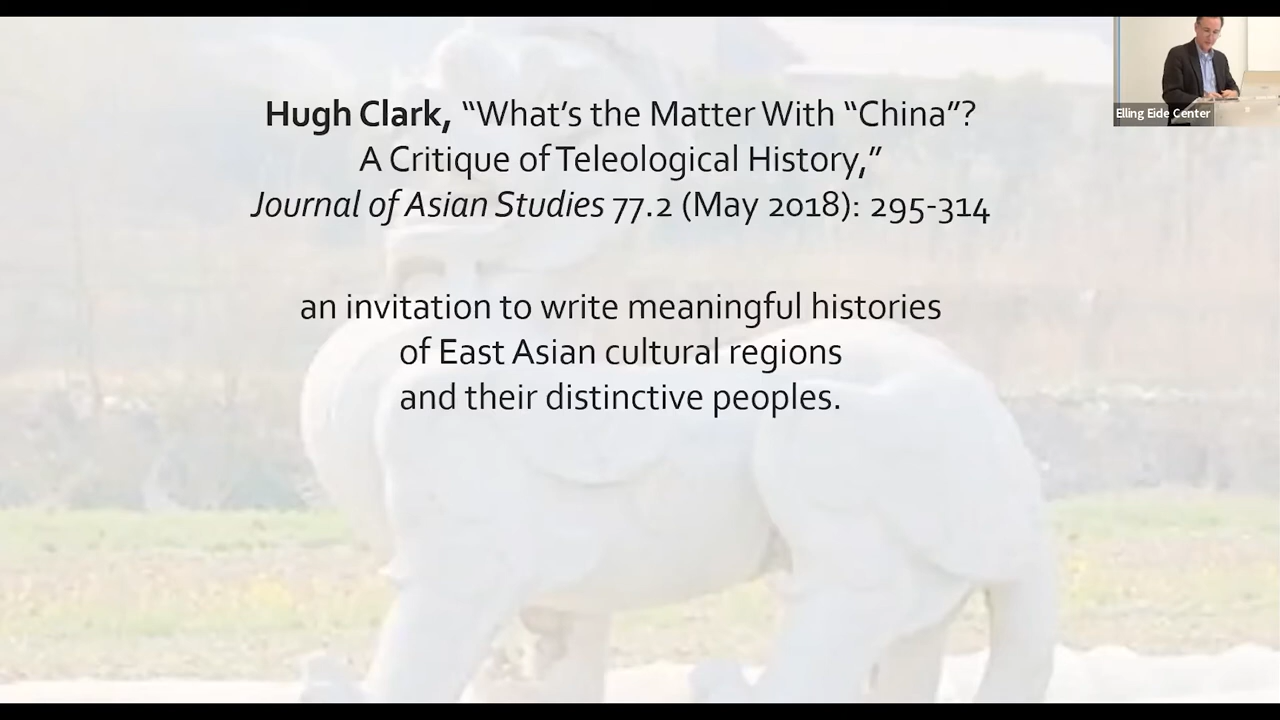 Hugh Clark, “What’s the Matter With “China”?
A Critique of Teleological History,”
Journal of Asian Studies 77.2 (May 2018): 295-314
an invitation to write meaningful histories
of East Asian cultural regions
and their distinctive peoples.
Elling Eide Center